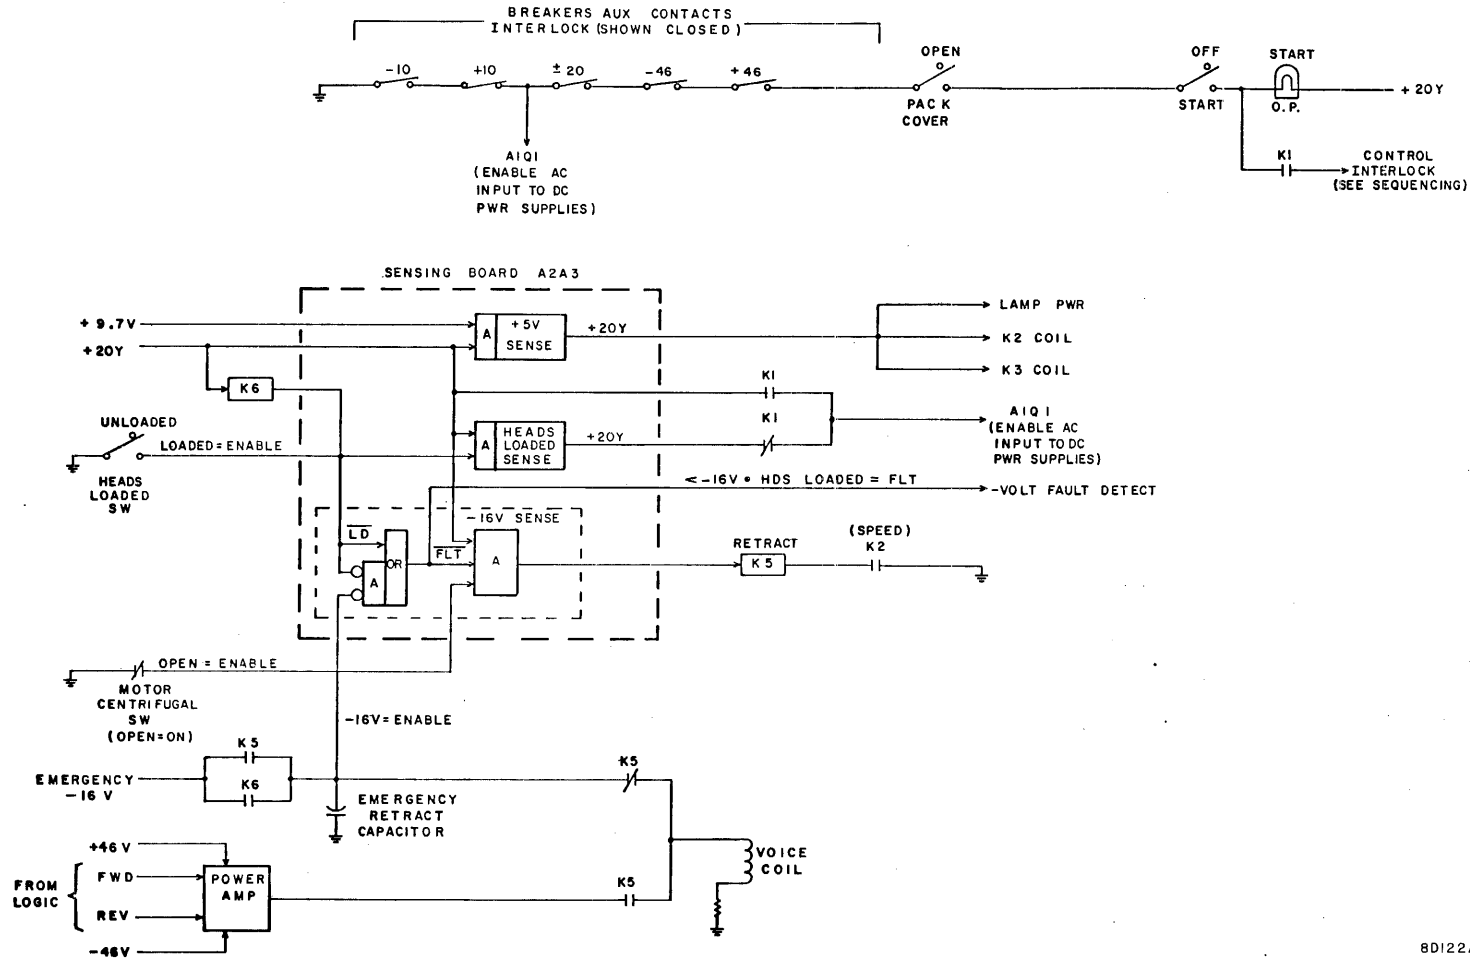 BREAKERS AUX CONTACTS
INTERLOCK (SHOWN CLOSED)
-10
+10
± 20
-46
+46
OPEN
PACK
COVER
OFF
START
START
O.P.
+20Y
K1
CONTROL
INTERLOCK
(SEE SEQUENCING)
A1Q1
(ENABLE AC
INPUT TO DC
PWR SUPPLIES)
SENSING BOARD A2A3
+9.7V
+20Y
A
+5V
SENSE
+20Y
LAMP PWR
K2 COIL
K3 COIL
K6
K1
K1
A1Q1
(ENABLE AC
INPUT TO DC
PWR SUPPLIES)
UNLOADED
LOADED=ENABLE
HEADS
LOADED
SW
A
HEADS
LOADED
SENSE
+20Y
<-16V • HDS LOADED = FLT
-VOLT FAULT DETECT
-16V SENSE
LD
OR
A
FLT
A
RETRACT
K5
(SPEED)
K2
OPEN = ENABLE
MOTOR
CENTRIFUGAL
SW
(OPEN=ON)
-16V=ENABLE
K5
K6
EMERGENCY
-16 V
EMERGENCY
RETRACT
CAPACITOR
K5
+46V
FROM
LOGIC
FWD
REV
POWER
AMP
-46V
K5
VOICE
COIL
8D122